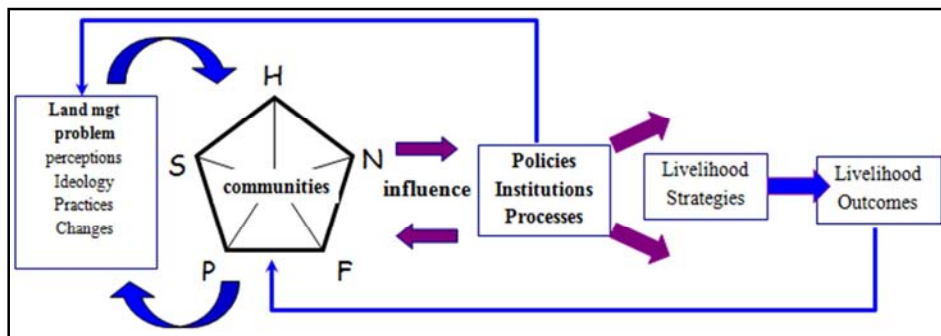 Land mgt
problem
perceptions
Ideology
Practices
Changes
H
S
N
communities
P
F
influence
Policies
Institutions
Processes
Livelihood
Strategies
Livelihood
Outcomes